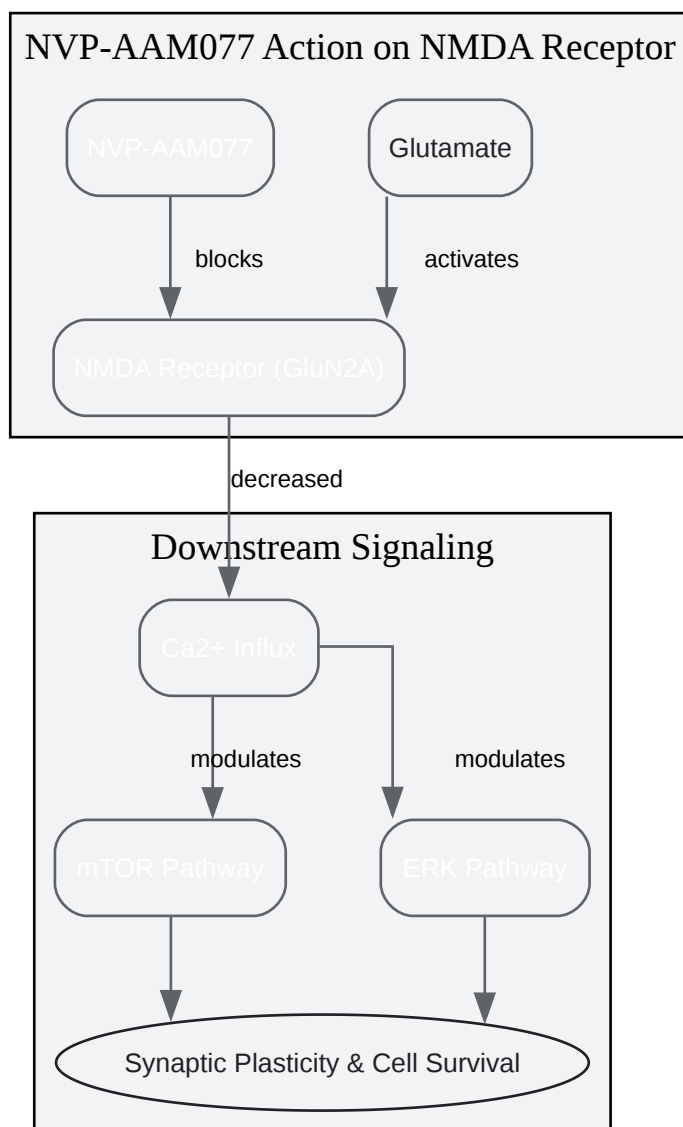 NVP-AAM077 Action on NMDA Receptor
NVP-AAM077
Glutamate
blocks
activates
NMDA Receptor (GluN2A)
decreased
Downstream Signaling
Ca2+ Influx
modulates
modulates
mTOR Pathway
ERK Pathway
Synaptic Plasticity & Cell Survival